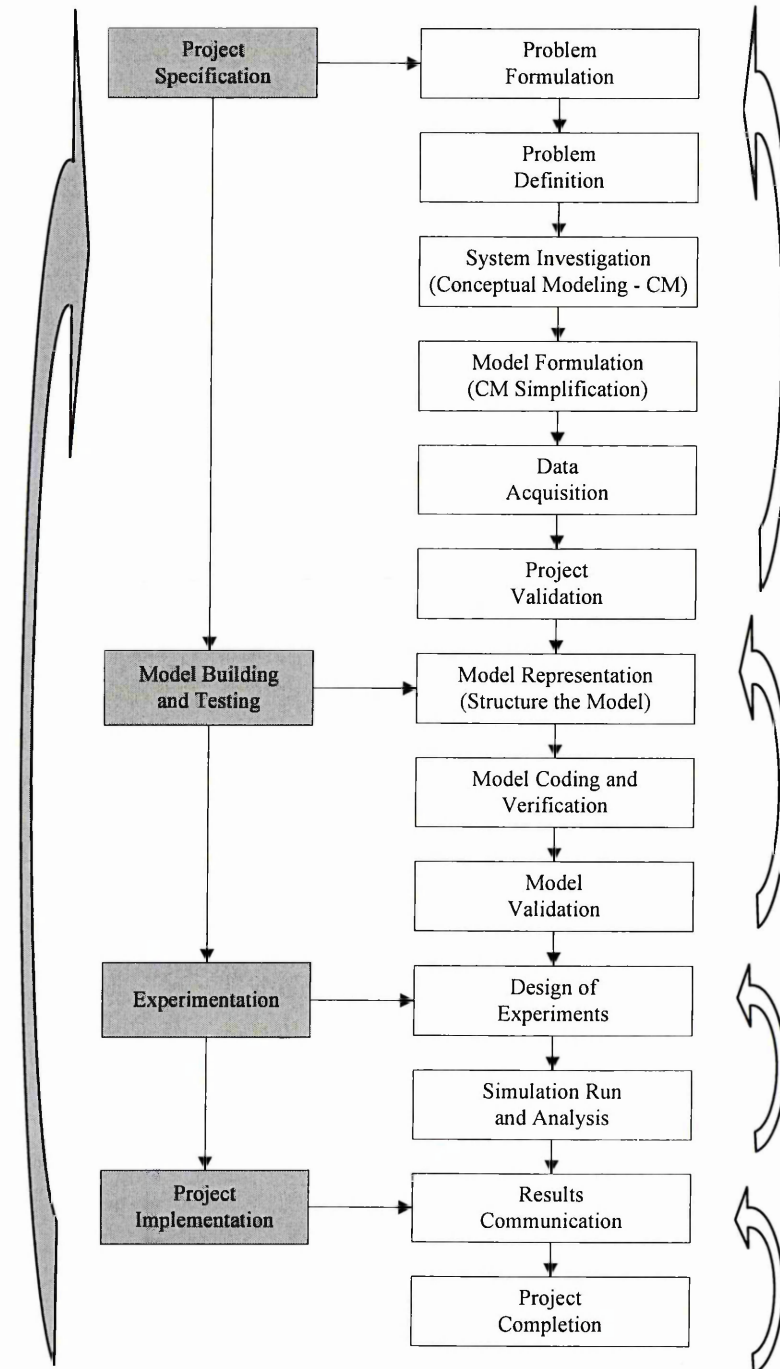 Project
Specification
Problem
Formulation
Problem
Definition
System Investigation
(Conceptual Modeling - CM)
Model Formulation
(CM Simplification)
Data
Acquisition
Project
Validation
Model Building
and Testing
Model Representation
(Structure the Model)
Model Coding and
Verification
Model
Validation
Experimentation
Design of
Experiments
Simulation Run
and Analysis
Project
Implementation
Results
Communication
Project
Completion